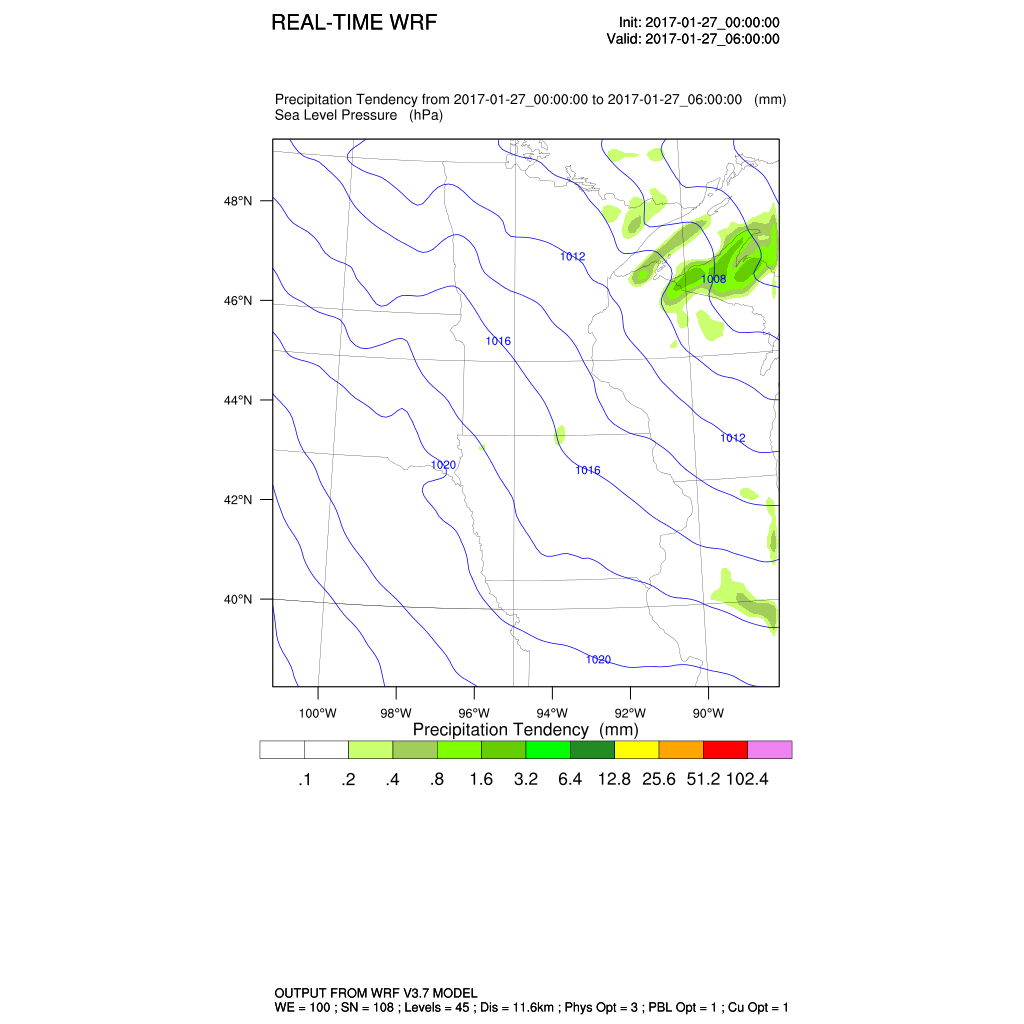 REAL-TIME WRF
Init: 2017-01-27_00:00:00
Valid: 2017-01-27_06:00:00
Precipitation Tendency from 2017-01-27_00:00:00 to 2017-01-27_06:00:00 (mm)
Sea Level Pressure (hPa)
48°N
46°N
44°N
42°N
40°N
1012
1008
1016
1012
1020
1016
1020
100°W 98°W 96°W 94°W 92°W 90°W
Precipitation Tendency (mm)
.1 .2 .4 .8 1.6 3.2 6.4 12.8 25.6 51.2 102.4
OUTPUT FROM WRF V3.7 MODEL
WE = 100 ; SN = 108 ; Levels = 45 ; Dis = 11.6km ; Phys Opt = 3 ; PBL Opt = 1 ; Cu Opt = 1